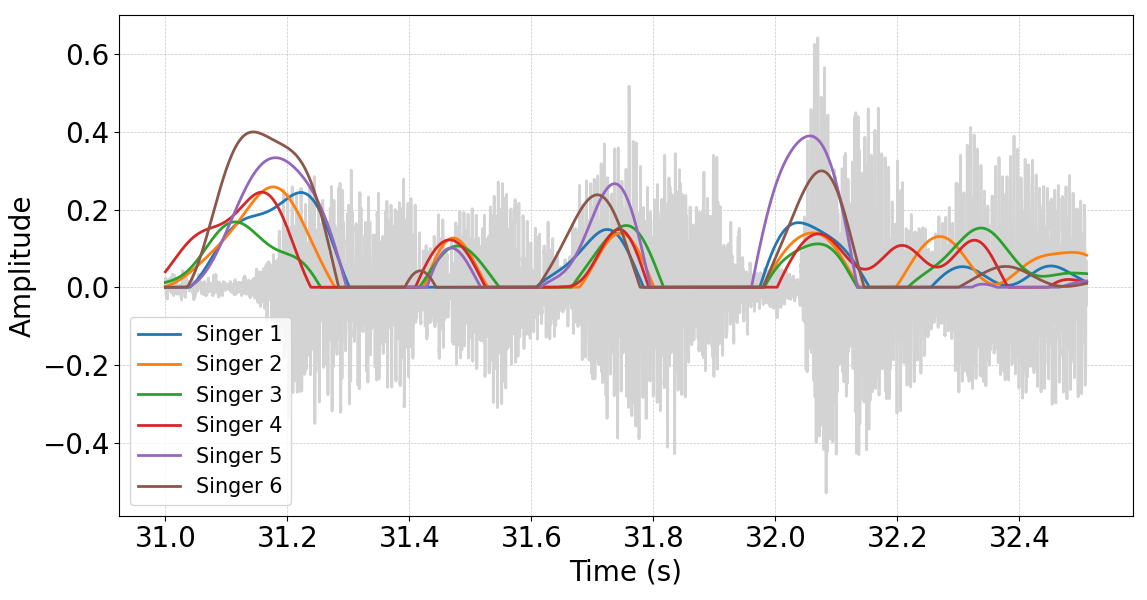 Amplitude
0.6
0.4
0.2
0.0
−0.2
−0.4
Singer 1
Singer 2
Singer 3
Singer 4
Singer 5
Singer 6
31.0 31.2 31.4 31.6 31.8 32.0 32.2 32.4
Time (s)